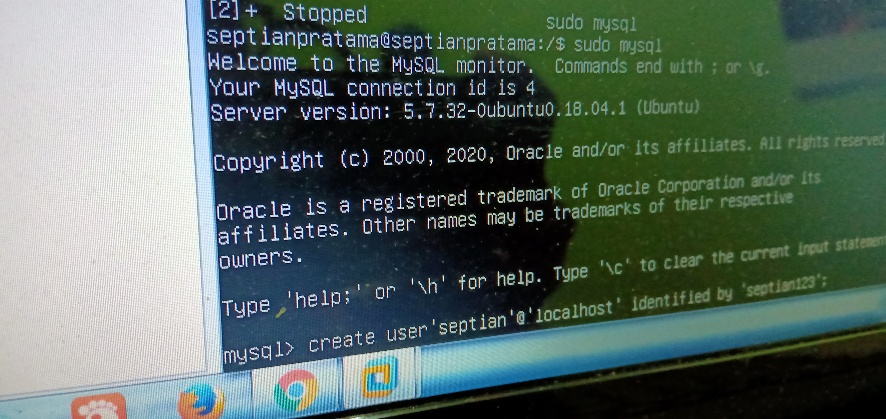 [2]+  Stopped                 sudo mysql
septianpratama@septianpratama:/$ sudo mysql
Welcome to the MySQL monitor.  Commands end with ; or \g.
Your MySQL connection id is 4
Server version: 5.7.32-0ubuntu0.18.04.1 (Ubuntu)
Copyright (c) 2000, 2020, Oracle and/or its affiliates. All rights reserved
Oracle is a registered trademark of Oracle Corporation and/or its
affiliates. Other names may be trademarks of their respective
owners.
Type 'help;' or '\h' for help. Type '\c' to clear the current input statement
mysql> create user'septian'@'localhost' identified by 'septian123';